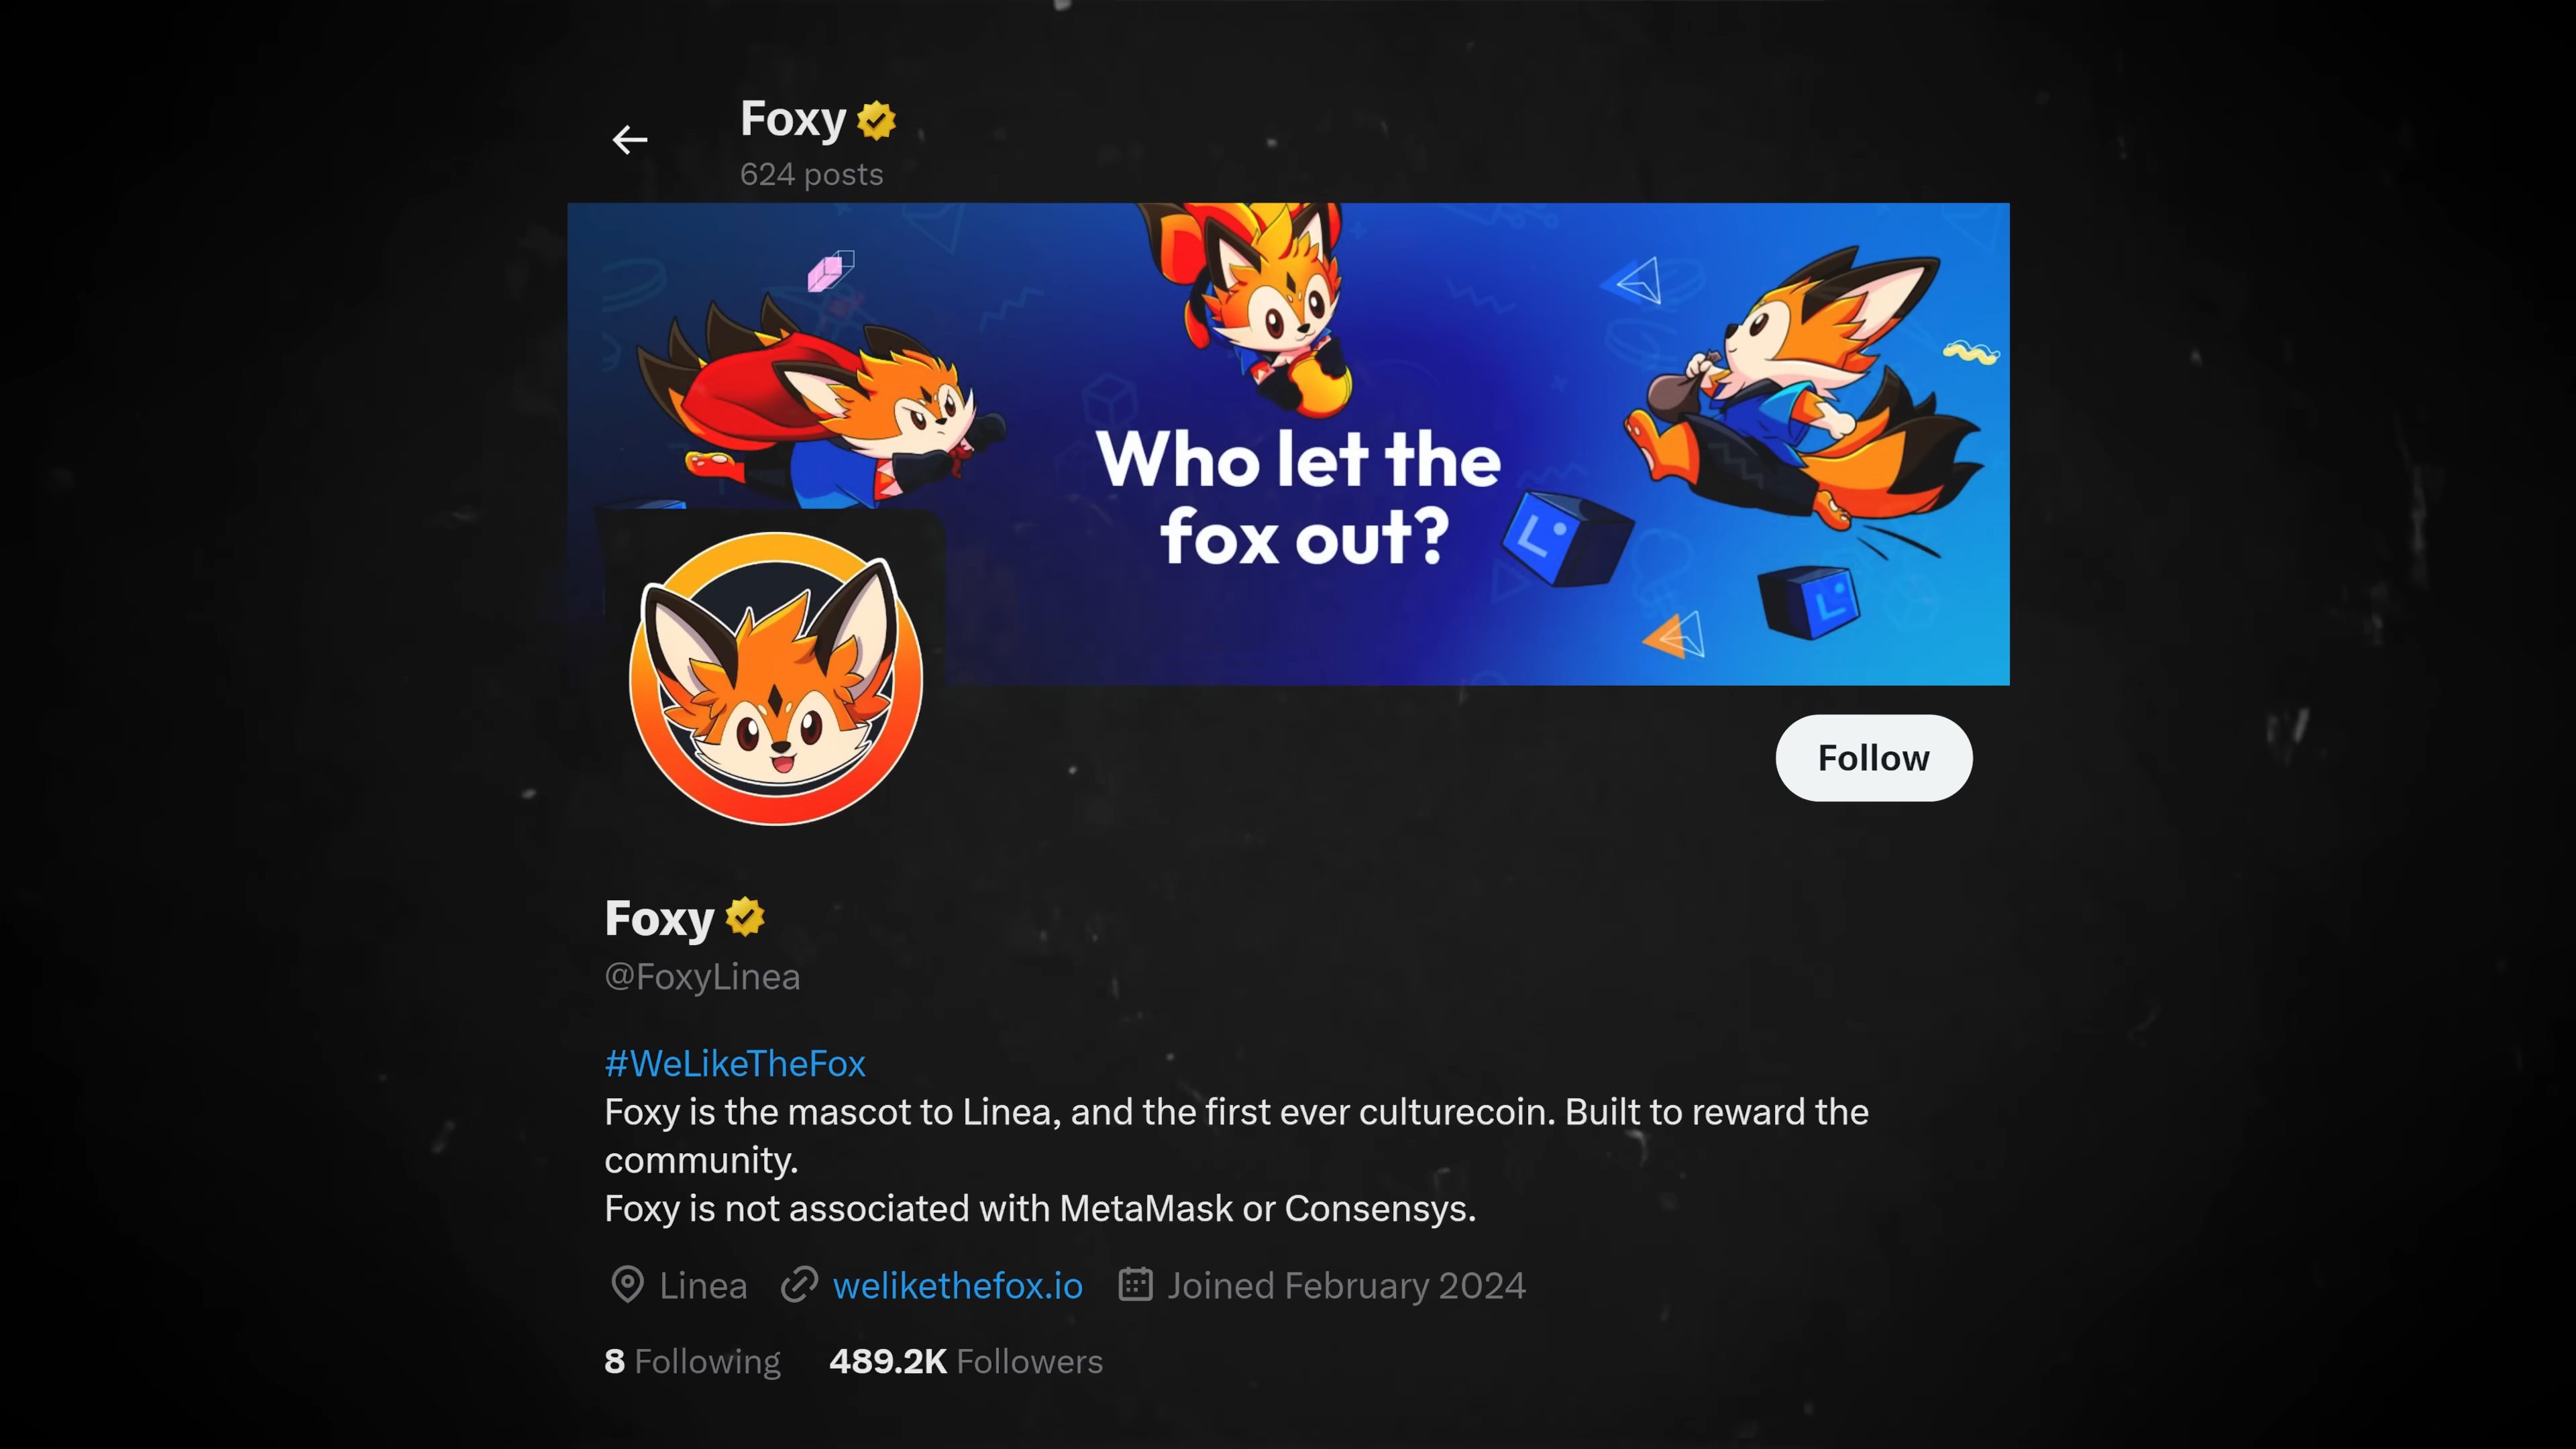 Foxy
624 posts
Who let the
fox out?
Follow
Foxy
@FoxyLinea
#WeLikeTheFox
Foxy is the mascot to Linea, and the first ever culturecoin. Built to reward the
community.
Foxy is not associated with MetaMask or Consensys.
Linea welikethefox.io Joined February 2024
8 Following 489.2K Followers